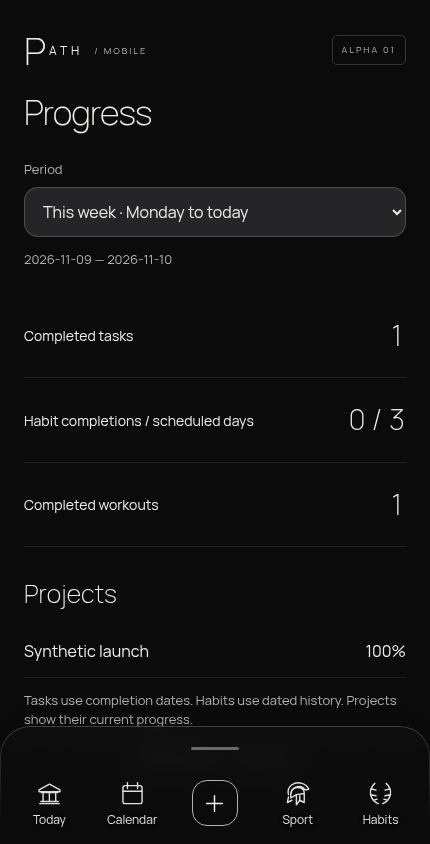 PATH / MOBILE
ALPHA 01
Progress
Period
This week · Monday to today
2026-11-09 — 2026-11-10
Completed tasks 1
Habit completions / scheduled days 0 / 3
Completed workouts 1
Projects
Synthetic launch 100%
Tasks use completion dates. Habits use dated history. Projects
show their current progress.
Today Calendar + Sport Habits